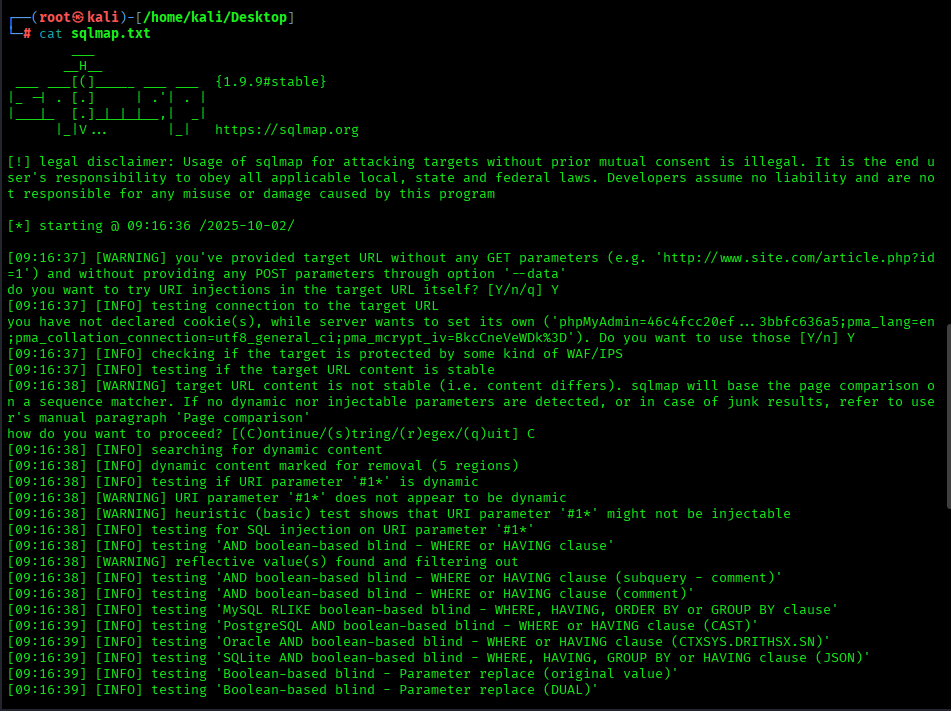 ┌──(root㉿kali)-[/home/kali/Desktop]
└─# cat sqlmap.txt
        ___
       __H__
 ___ ___[(]_____ ___ ___  {1.9.9#stable}
|_ -| . [.]     | .'| . |
|___|_  [.]_|_|_|__,|  _|
      |_|V...       |_|   https://sqlmap.org
[!] legal disclaimer: Usage of sqlmap for attacking targets without prior mutual consent is illegal. It is the end u
ser's responsibility to obey all applicable local, state and federal laws. Developers assume no liability and are no
t responsible for any misuse or damage caused by this program
[*] starting @ 09:16:36 /2025-10-02/
[09:16:37] [WARNING] you've provided target URL without any GET parameters (e.g. 'http://www.site.com/article.php?id
=1') and without providing any POST parameters through option '--data'
do you want to try URI injections in the target URL itself? [Y/n/q] Y
[09:16:37] [INFO] testing connection to the target URL
you have not declared cookie(s), while server wants to set its own ('phpMyAdmin=46c4fcc20ef...3bbfc636a5;pma_lang=en
;pma_collation_connection=utf8_general_ci;pma_mcrypt_iv=BkcCneVeWDk%3D'). Do you want to use those [Y/n] Y
[09:16:37] [INFO] checking if the target is protected by some kind of WAF/IPS
[09:16:37] [INFO] testing if the target URL content is stable
[09:16:38] [WARNING] target URL content is not stable (i.e. content differs). sqlmap will base the page comparison o
n a sequence matcher. If no dynamic nor injectable parameters are detected, or in case of junk results, refer to use
r's manual paragraph 'Page comparison'
how do you want to proceed? [(C)ontinue/(s)tring/(r)egex/(q)uit] C
[09:16:38] [INFO] searching for dynamic content
[09:16:38] [INFO] dynamic content marked for removal (5 regions)
[09:16:38] [INFO] testing if URI parameter '#1*' is dynamic
[09:16:38] [WARNING] URI parameter '#1*' does not appear to be dynamic
[09:16:38] [WARNING] heuristic (basic) test shows that URI parameter '#1*' might not be injectable
[09:16:38] [INFO] testing for SQL injection on URI parameter '#1*'
[09:16:38] [INFO] testing 'AND boolean-based blind - WHERE or HAVING clause'
[09:16:38] [WARNING] reflective value(s) found and filtering out
[09:16:38] [INFO] testing 'AND boolean-based blind - WHERE or HAVING clause (subquery - comment)'
[09:16:38] [INFO] testing 'AND boolean-based blind - WHERE or HAVING clause (comment)'
[09:16:38] [INFO] testing 'MySQL RLIKE boolean-based blind - WHERE, HAVING, ORDER BY or GROUP BY clause'
[09:16:39] [INFO] testing 'PostgreSQL AND boolean-based blind - WHERE or HAVING clause (CAST)'
[09:16:39] [INFO] testing 'Oracle AND boolean-based blind - WHERE or HAVING clause (CTXSYS.DRITHSX.SN)'
[09:16:39] [INFO] testing 'SQLite AND boolean-based blind - WHERE, HAVING, GROUP BY or HAVING clause (JSON)'
[09:16:39] [INFO] testing 'Boolean-based blind - Parameter replace (original value)'
[09:16:39] [INFO] testing 'Boolean-based blind - Parameter replace (DUAL)'